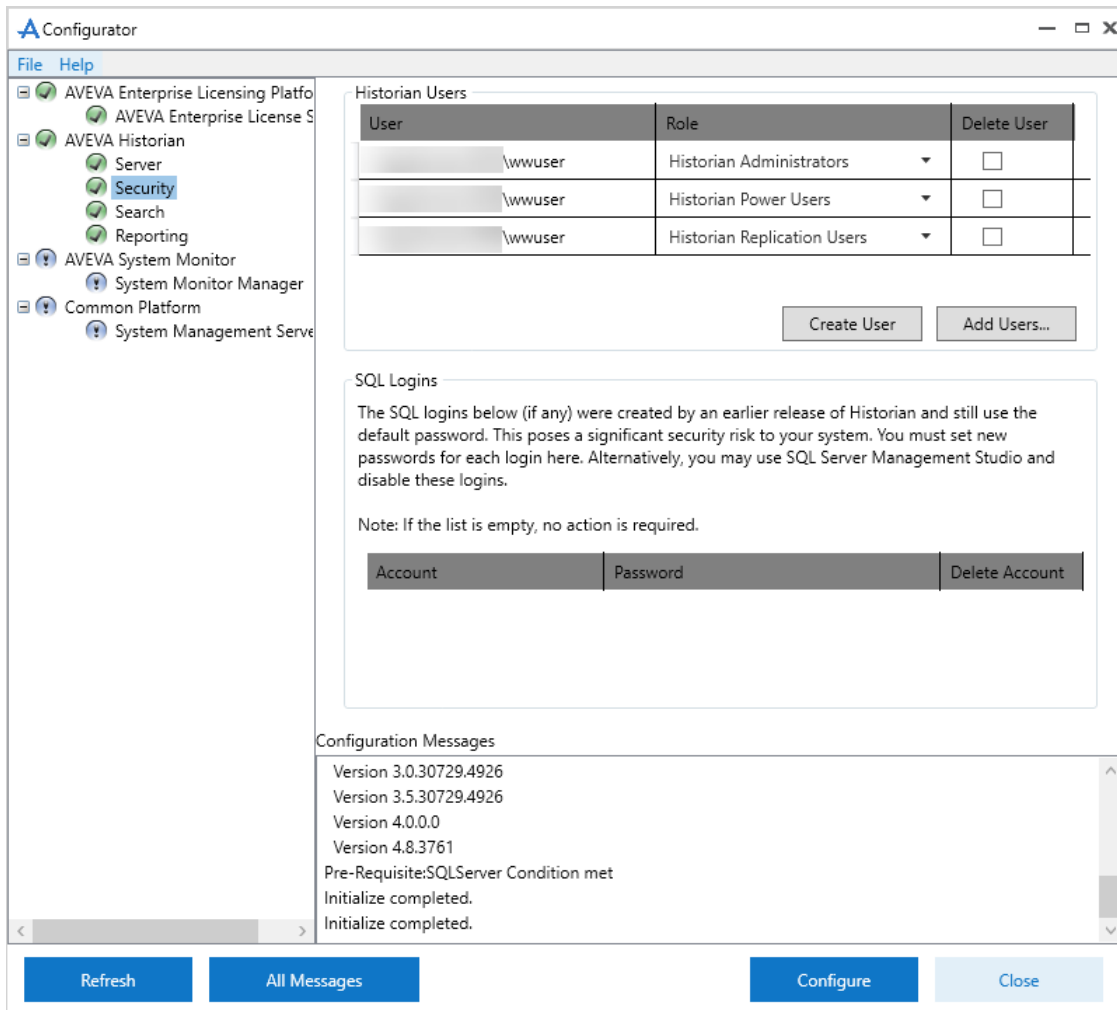 Configurator
File Help
AVEVA Enterprise Licensing Platfo
AVEVA Enterprise License S
AVEVA Historian
Server
Security
Search
Reporting
AVEVA System Monitor
System Monitor Manager
Common Platform
System Management Serve
Historian Users
User Role Delete User
\wwuser Historian Administrators
\wwuser Historian Power Users
\wwuser Historian Replication Users
Create User Add Users...
SQL Logins
The SQL logins below (if any) were created by an earlier release of Historian and still use the
default password. This poses a significant security risk to your system. You must set new
passwords for each login here. Alternatively, you may use SQL Server Management Studio and
disable these logins.
Note: If the list is empty, no action is required.
Account Password Delete Account
Configuration Messages
Version 3.0.30729.4926
Version 3.5.30729.4926
Version 4.0.0.0
Version 4.8.3761
Pre-Requisite:SQLServer Condition met
Initialize completed.
Initialize completed.
Refresh All Messages Configure Close